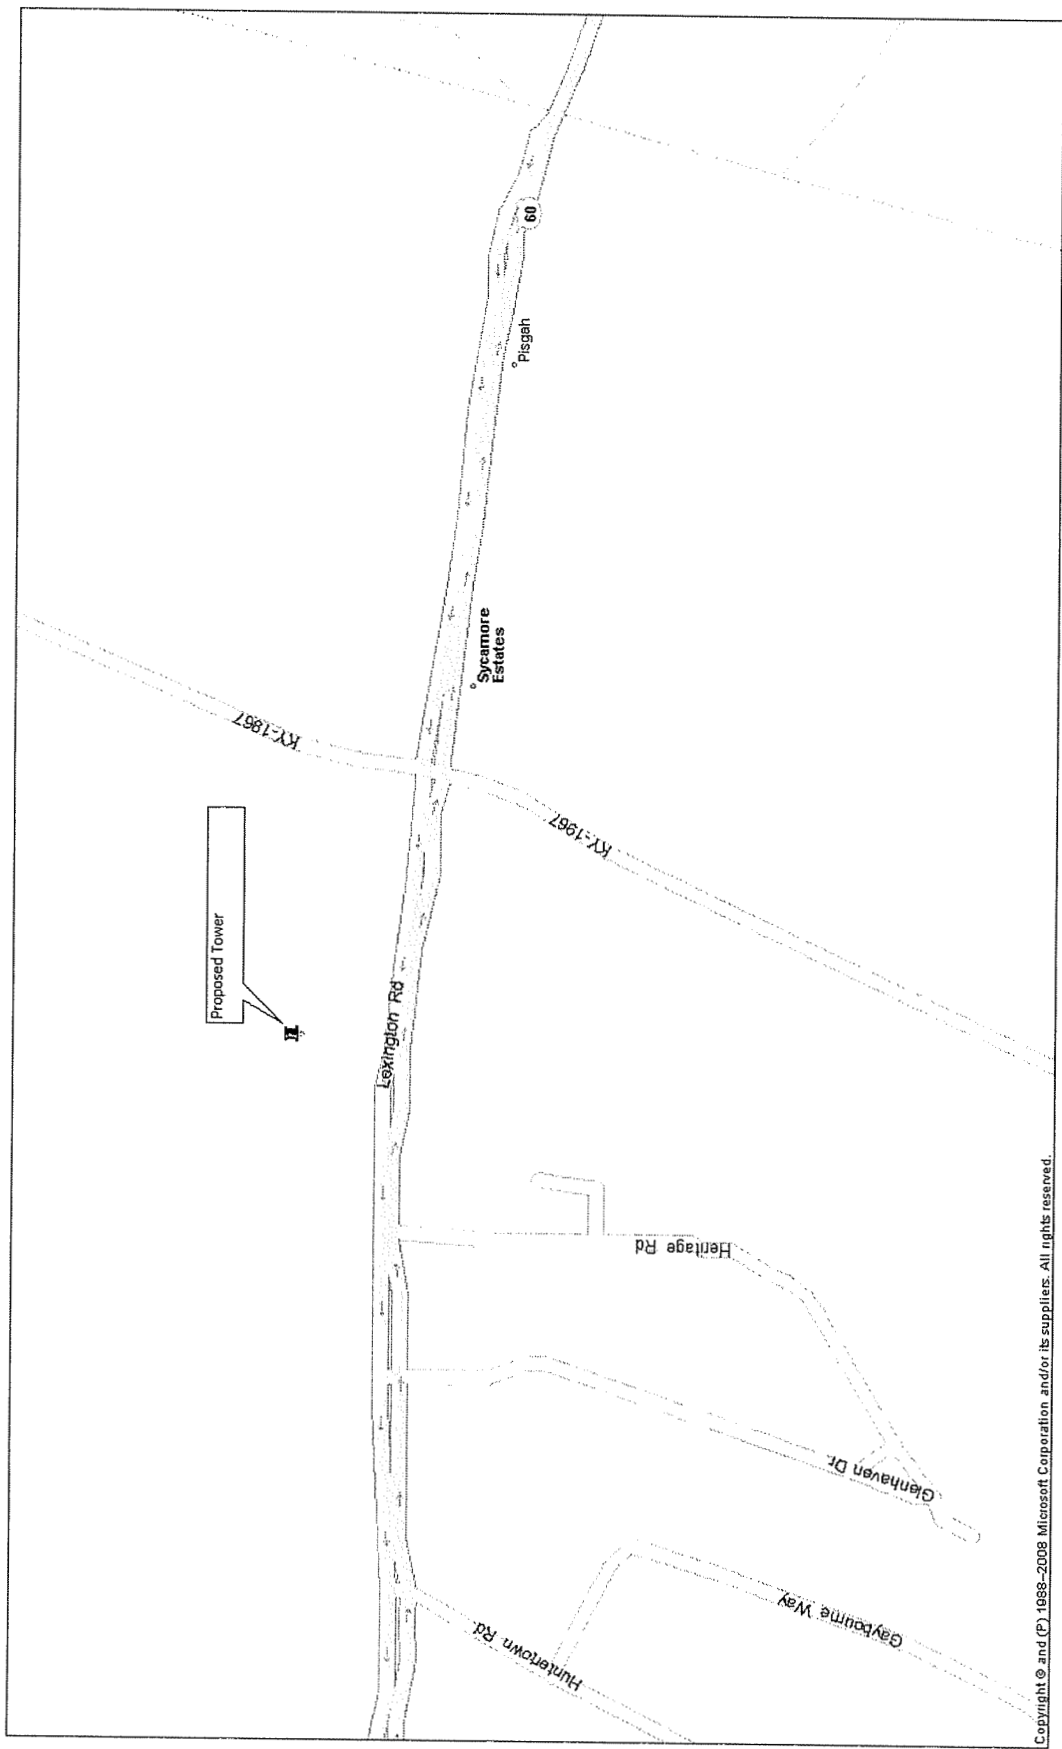 Proposed Tower
KY-1967
60
Pisgah
Sycamore
Estates
KY-1967
Lexington Rd
Heritage Rd
Glenhaven Dr
Gaybourne Way
Huntertown Rd
Copyright © and (P) 1988–2008 Microsoft Corporation and/or its suppliers. All rights reserved.